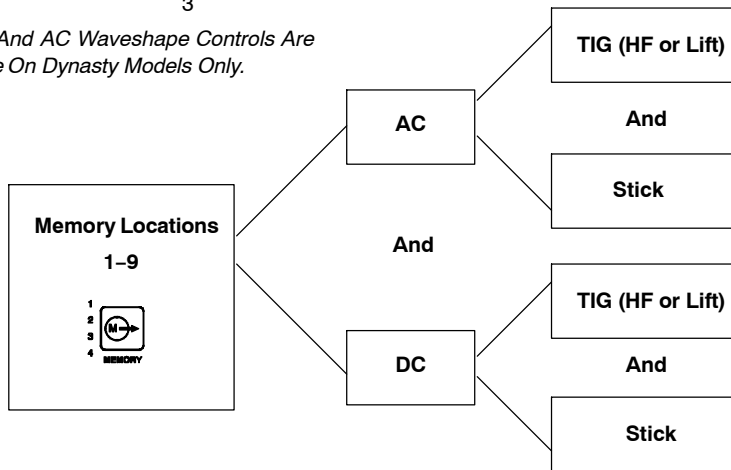 3
And AC Waveshape Controls Are
e On Dynasty Models Only.
TIG (HF or Lift)
AC
And
Stick
Memory Locations
1–9
And
1
2
3
4
M
MEMORY
TIG (HF or Lift)
DC
And
Stick